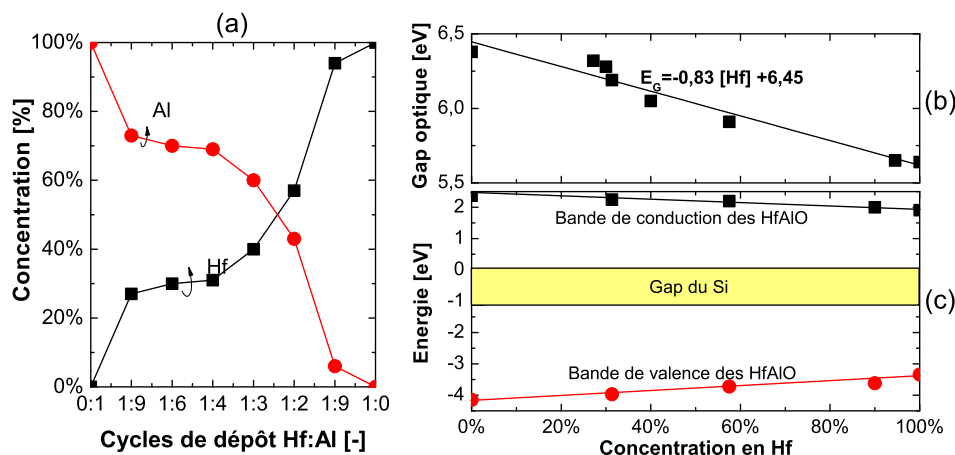 (a)
Concentration [%]
100%
80%
60%
40%
20%
0%
Al
Hf
0:1 1:9 1:6 1:4 1:3 1:2 1:9 1:0
Cycles de dépôt Hf:Al [-]
Gap optique [eV]
6,5
6,0
5,5
E_G=-0,83 [Hf] +6,45
(b)
Energie [eV]
2
1
0
-1
-2
-3
-4
Bande de conduction des HfAlO
Gap du Si
(c)
Bande de valence des HfAlO
0% 20% 40% 60% 80% 100%
Concentration en Hf